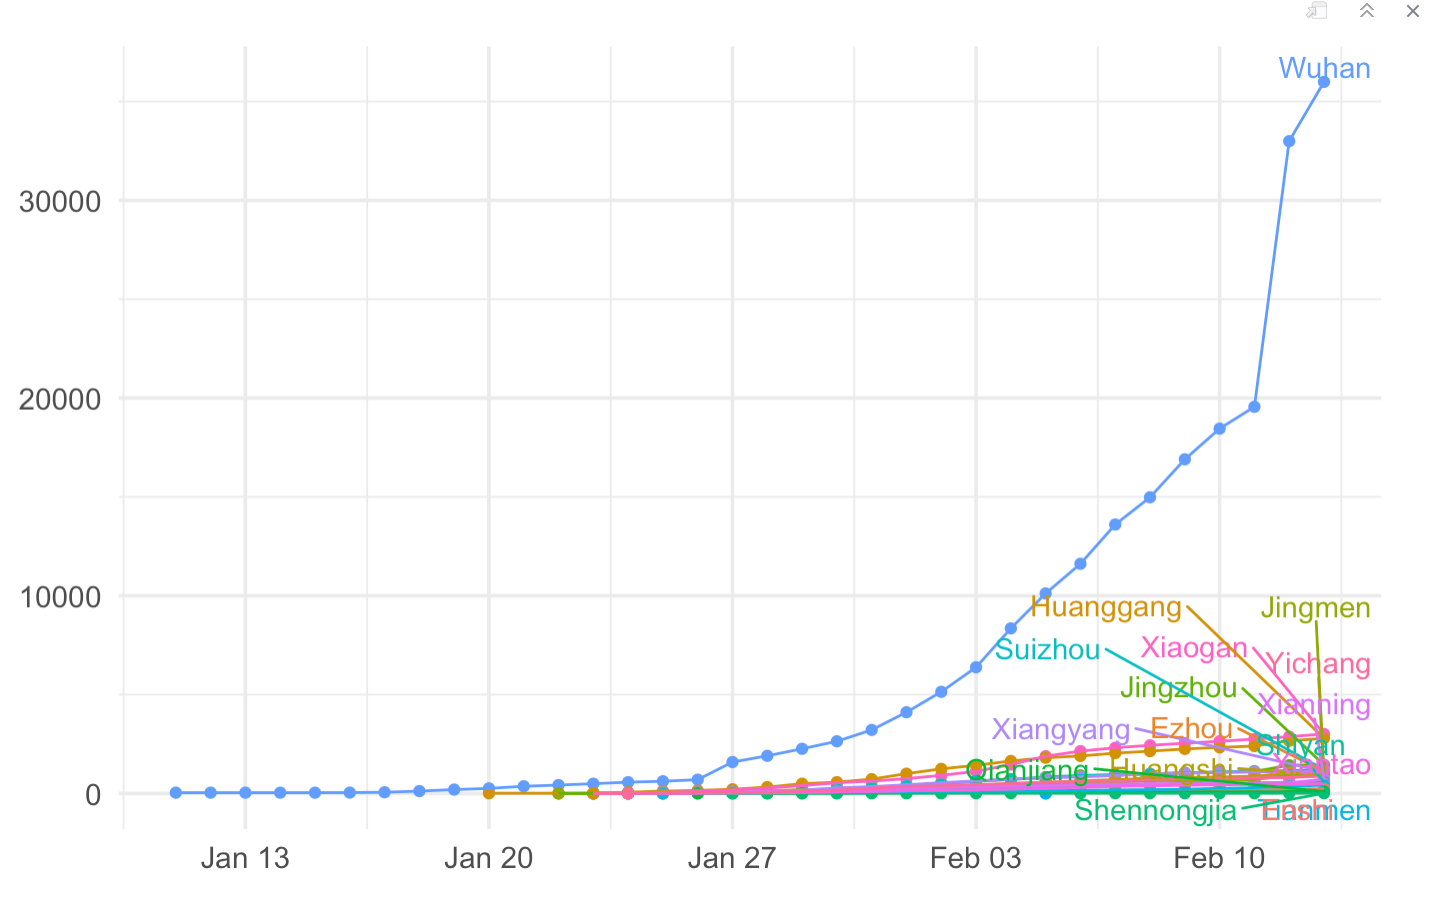 Wuhan
30000
20000
10000
Huanggang
Jingmen
Suizhou
Xiaogan
Yichang
Jingzhou
Xianning
Xiangyang
Ezhou
Shiyan
Xiantao
Qianjiang
Huangshi
0
Shennongjia
Enshi
Tianmen
Jan 13
Jan 20
Jan 27
Feb 03
Feb 10